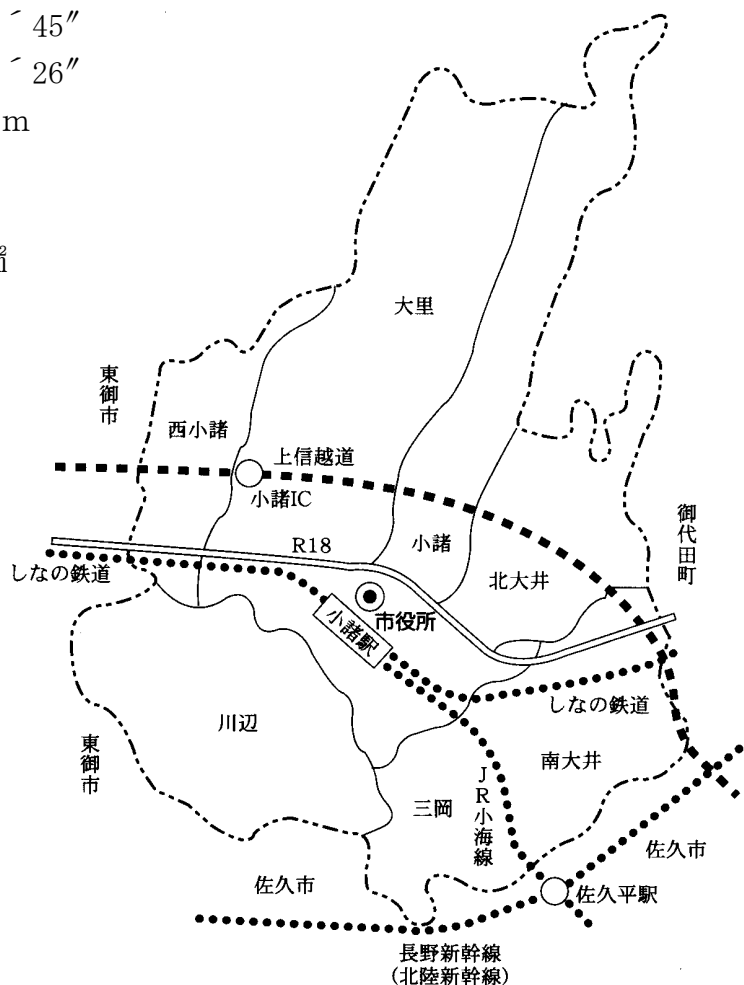 ´ 45″
´ 26″
m
大里
東御市
西小諸
上信越道
小諸IC
小諸
御代田町
R18
北大井
しなの鉄道
市役所
小諸駅
しなの鉄道
川辺
東御市
南大井
三岡
JR小海線
佐久市
佐久市
佐久平駅
長野新幹線
(北陸新幹線)